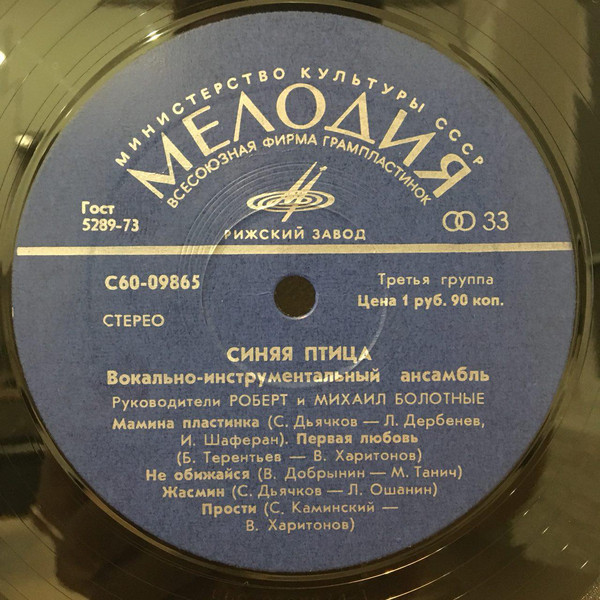 МИНИСТЕРСТВО КУЛЬТУРЫ СССР
МЕЛОДИЯ
ВСЕСОЮЗНАЯ ФИРМА ГРАМПЛАСТИНОК
РИЖСКИЙ ЗАВОД
Гост
5289-73
33
С60-09865
СТЕРЕО
Третья группа
Цена 1 руб. 90 коп.
СИНЯЯ ПТИЦА
Вокально-инструментальный ансамбль
Руководители РОБЕРТ и МИХАИЛ БОЛОТНЫЕ
Мамина пластинка (С. Дьячков — Л. Дербенев,
И. Шаферан). Первая любовь
(Б. Терентьев — В. Харитонов)
Не обижайся (В. Добрынин — М. Танич)
Жасмин (С. Дьячков — Л. Ошанин)
Прости (С. Каминский —
В. Харитонов)